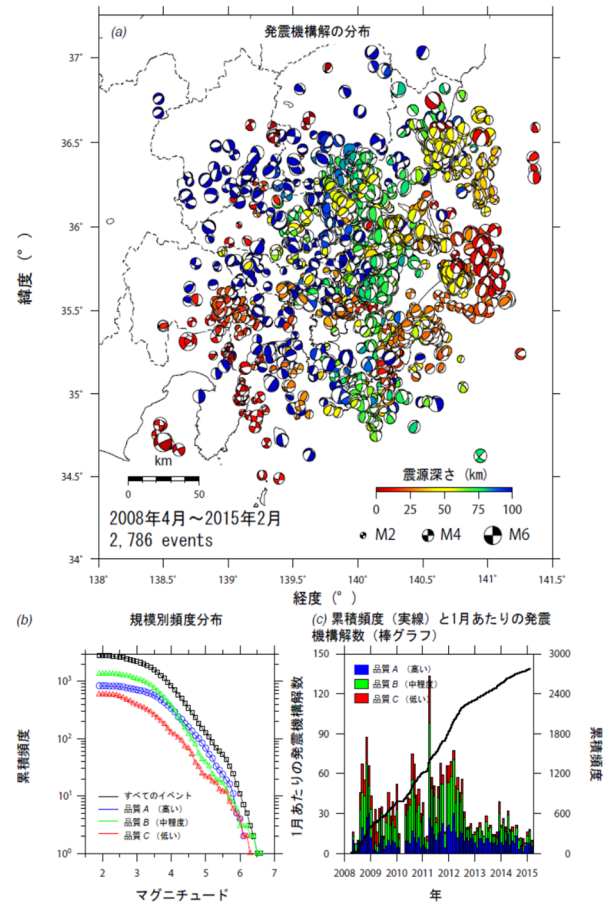 (a) 発震機構解の分布
37°
36.5°
36°
35.5°
35°
34.5°
34°
緯度 (°)
km
0 50
震源深さ (km)
0 25 50 75 100
2008年4月～2015年2月
2,786 events
M2 M4 M6
138° 138.5° 139° 139.5° 140° 140.5° 141° 141.5°
経度 (°)
(b) 規模別頻度分布
累積頻度
10³
10²
10¹
10⁰
すべてのイベント
品質 A (高い)
品質 B (中程度)
品質 C (低い)
2 3 4 5 6 7
マグニチュード
(c) 累積頻度（実線）と1月あたりの発震
機構解数（棒グラフ）
1月あたりの発震機構解数
150
120
90
60
30
0
品質 A (高い)
品質 B (中程度)
品質 C (低い)
3000
2400
1800
1200
600
0
累積頻度
2008 2009 2010 2011 2012 2013 2014 2015
年